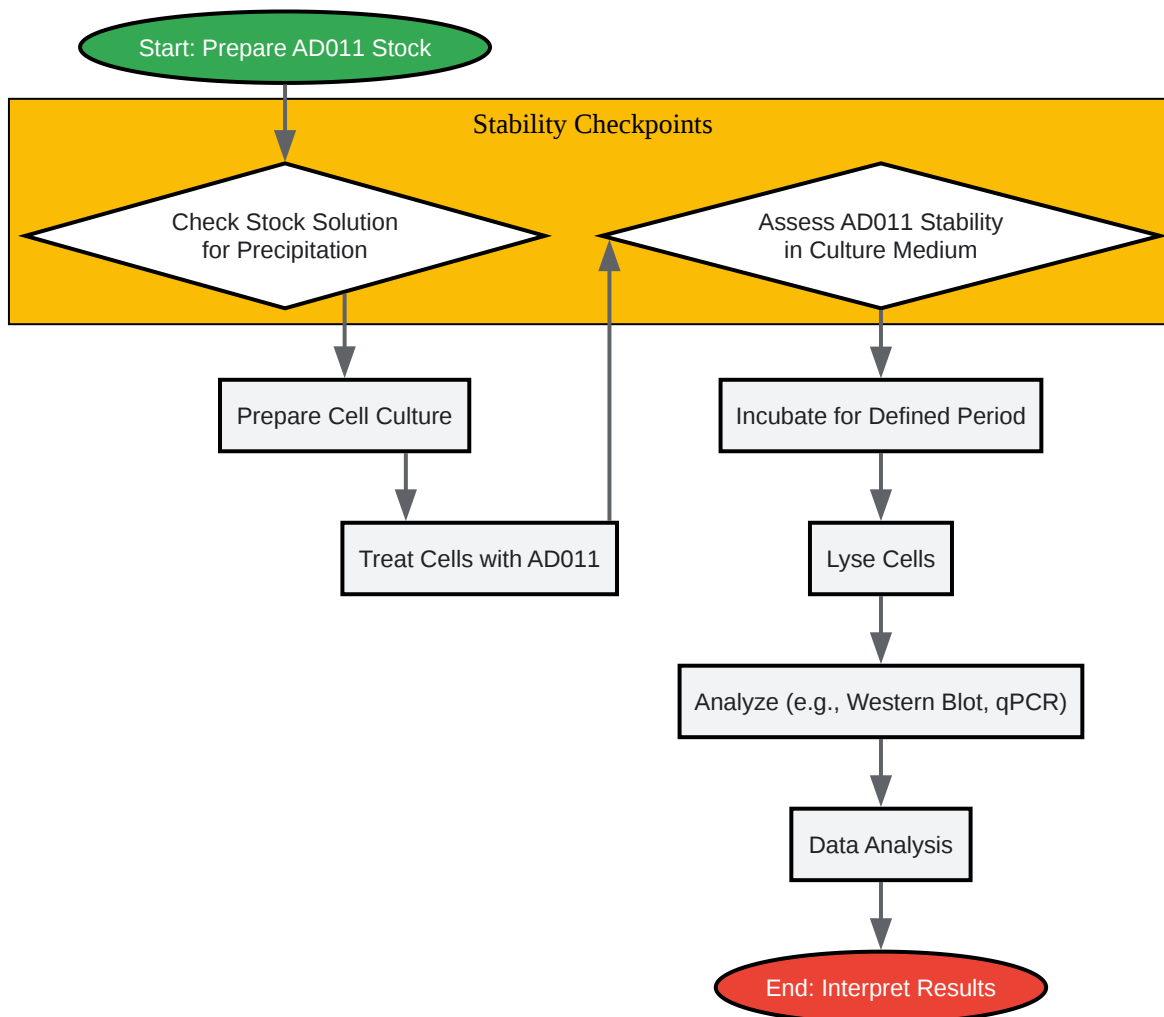 Start: Prepare AD011 Stock
Stability Checkpoints
Check Stock Solution
for Precipitation
Assess AD011 Stability
in Culture Medium
Prepare Cell Culture
Incubate for Defined Period
Treat Cells with AD011
Lyse Cells
Analyze (e.g., Western Blot, qPCR)
Data Analysis
End: Interpret Results